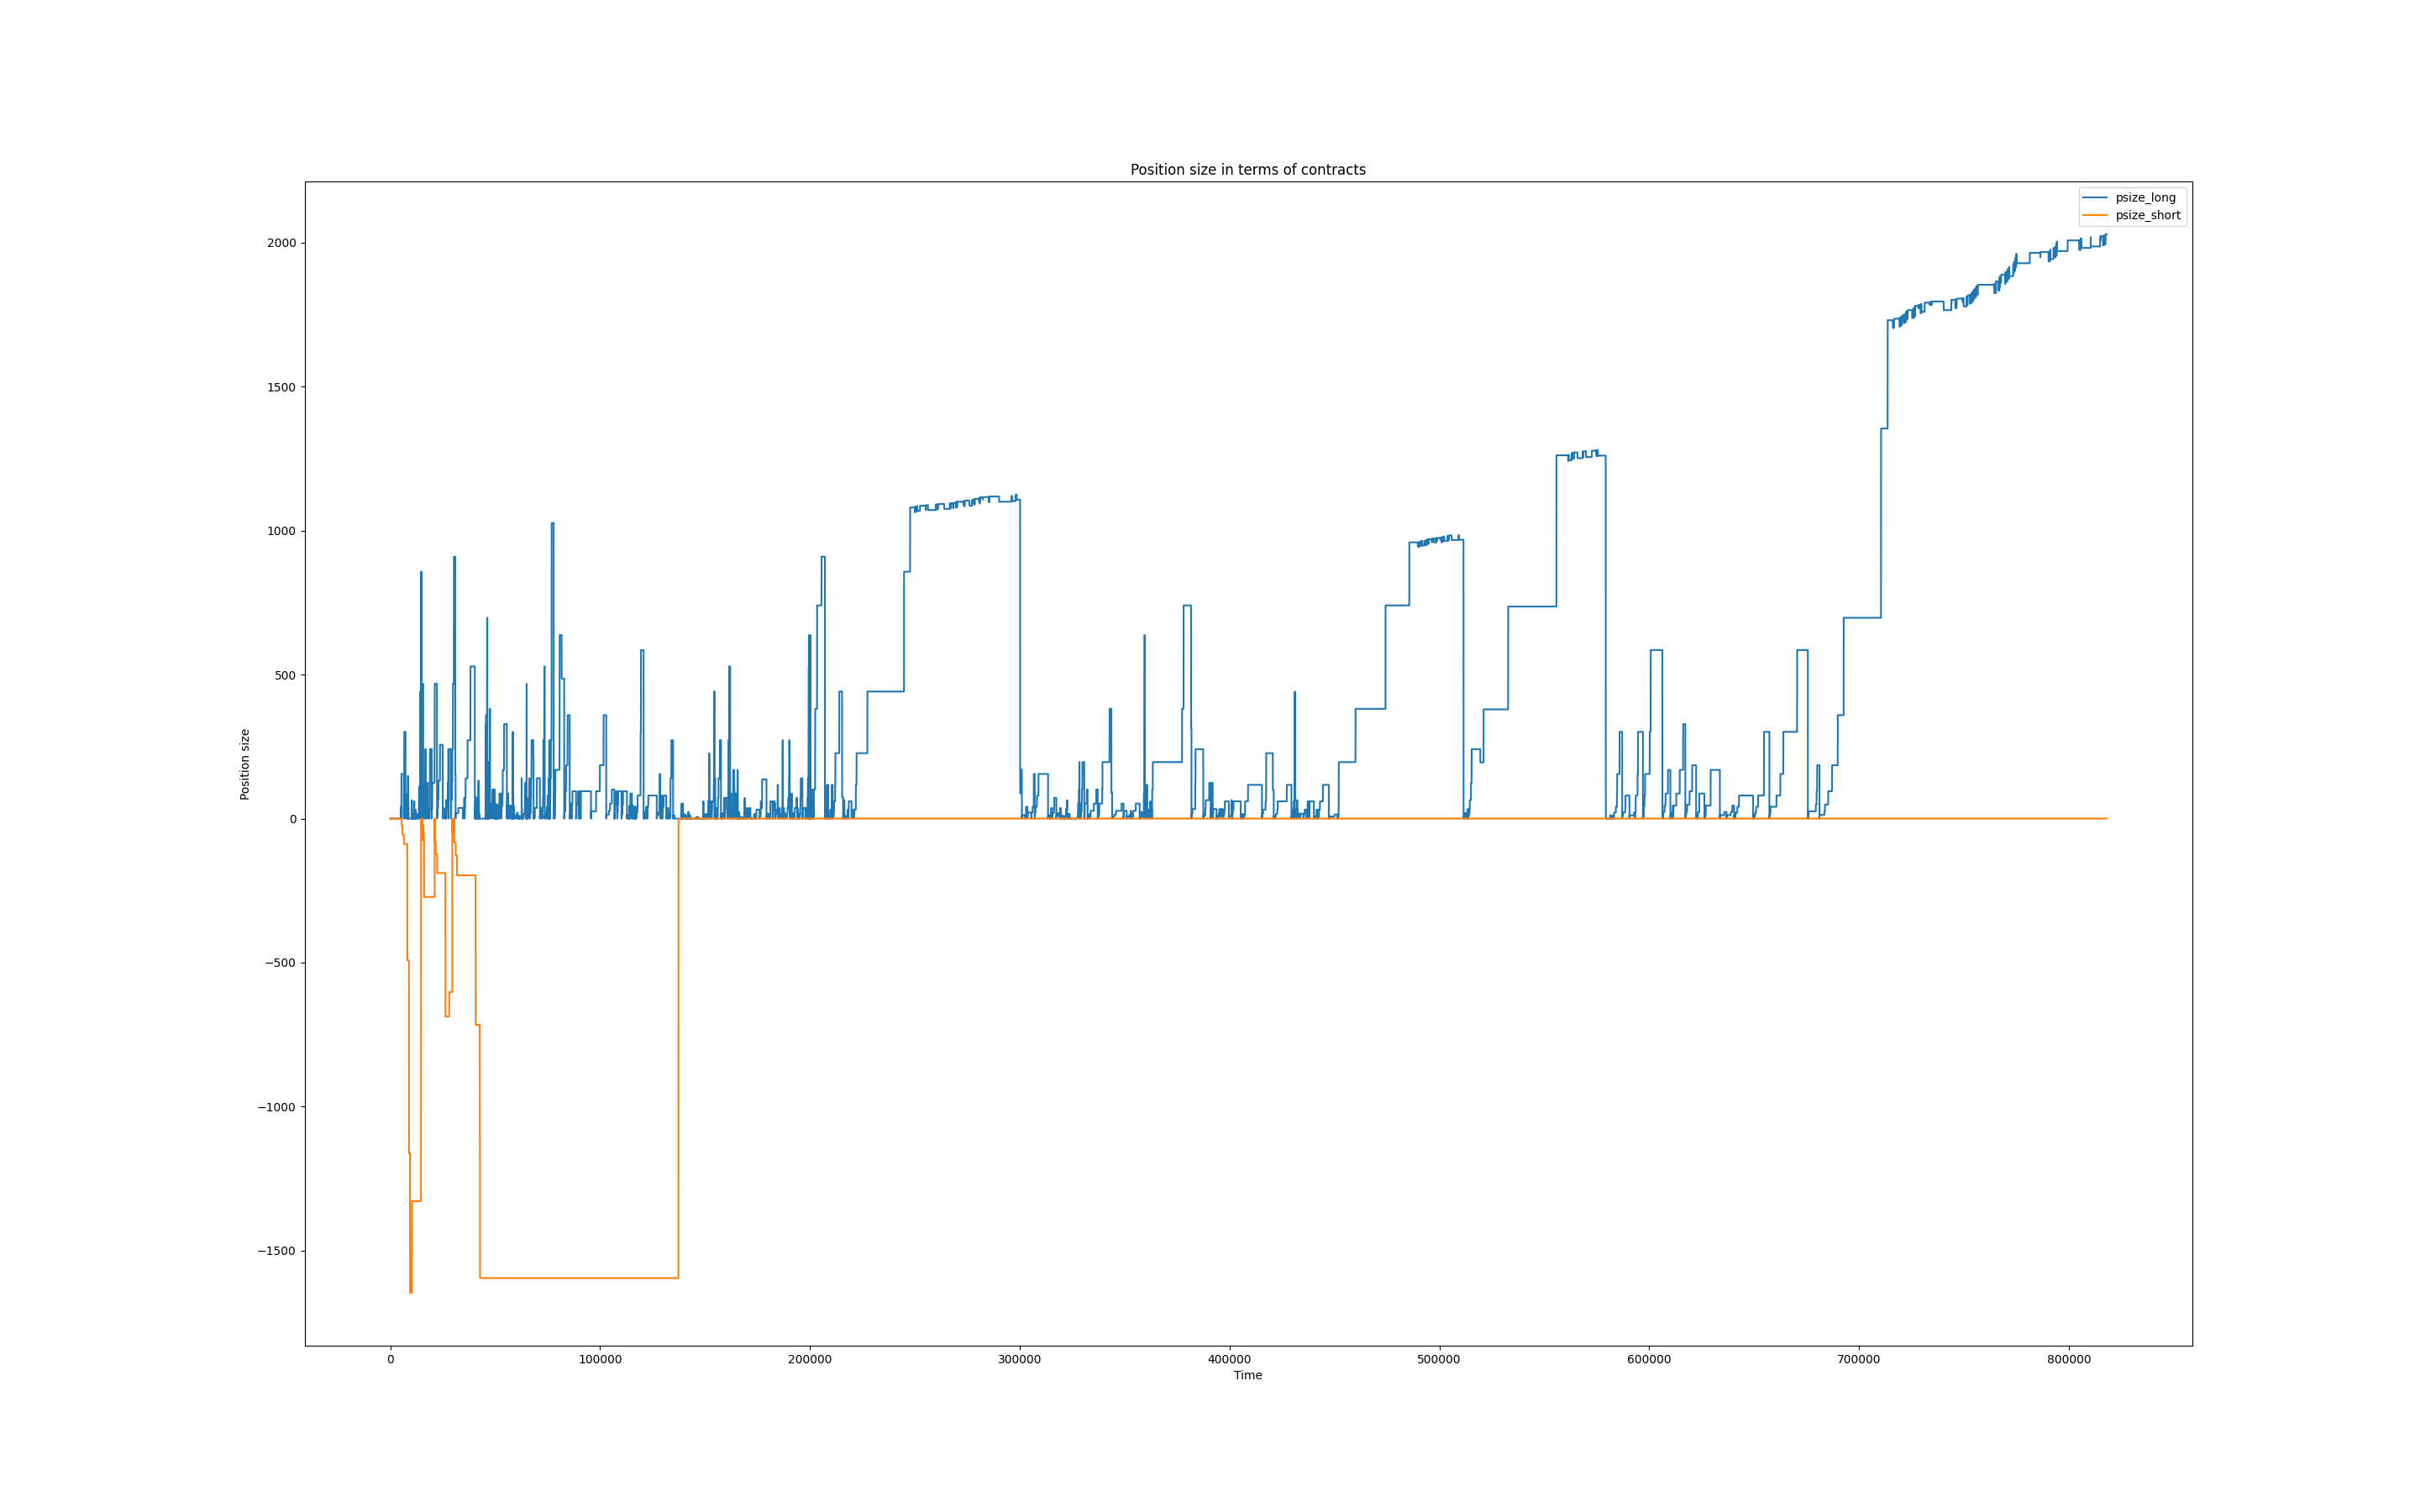 Position size in terms of contracts
psize_long
psize_short
Position size
2000
1500
1000
500
0
−500
−1000
−1500
0 100000 200000 300000 400000 500000 600000 700000 800000
Time